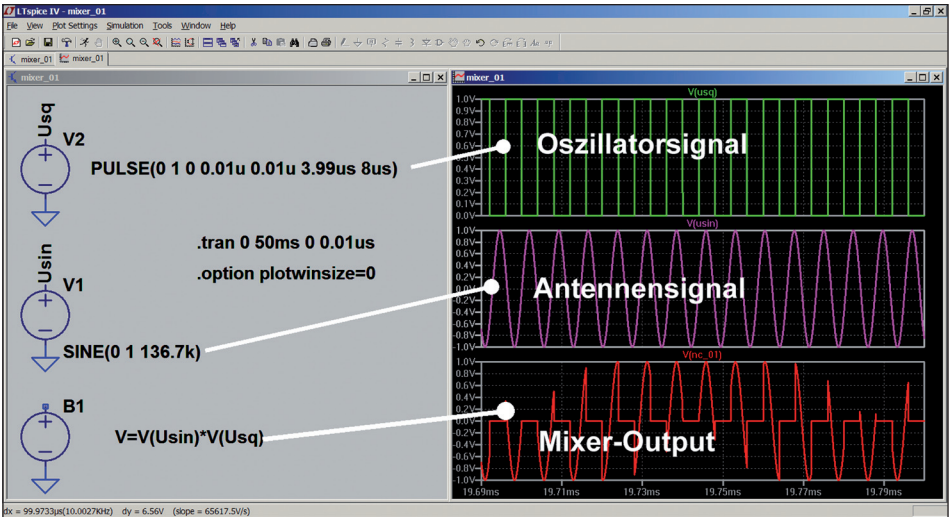 LTspice IV - mixer_01
File View Plot Settings Simulation Tools Window Help
mixer_01 mixer_01
mixer_01
Usq
V2
PULSE(0 1 0 0.01u 0.01u 3.99us 8us)
.tran 0 50ms 0 0.01us
.option plotwinsize=0
Usin
V1
SINE(0 1 136.7k)
B1
V=V(Usin)*V(Usq)
mixer_01
V(usq)
1.0V
0.9V
0.8V
0.7V
0.6V
0.5V
0.4V
0.3V
0.2V
0.1V
0.0V
Oszillatorsignal
V(usin)
1.0V
0.8V
0.6V
0.4V
0.2V
0.0V
-0.2V
-0.4V
-0.6V
-0.8V
-1.0V
Antennensignal
V(nc_01)
1.0V
0.8V
0.6V
0.4V
0.2V
0.0V
-0.2V
-0.4V
-0.6V
-0.8V
-1.0V
Mixer-Output
19.69ms 19.71ms 19.73ms 19.75ms 19.77ms 19.79ms
dx = 99.9733µs(10.0027KHz) dy = 6.56V (slope = 65617.5V/s)